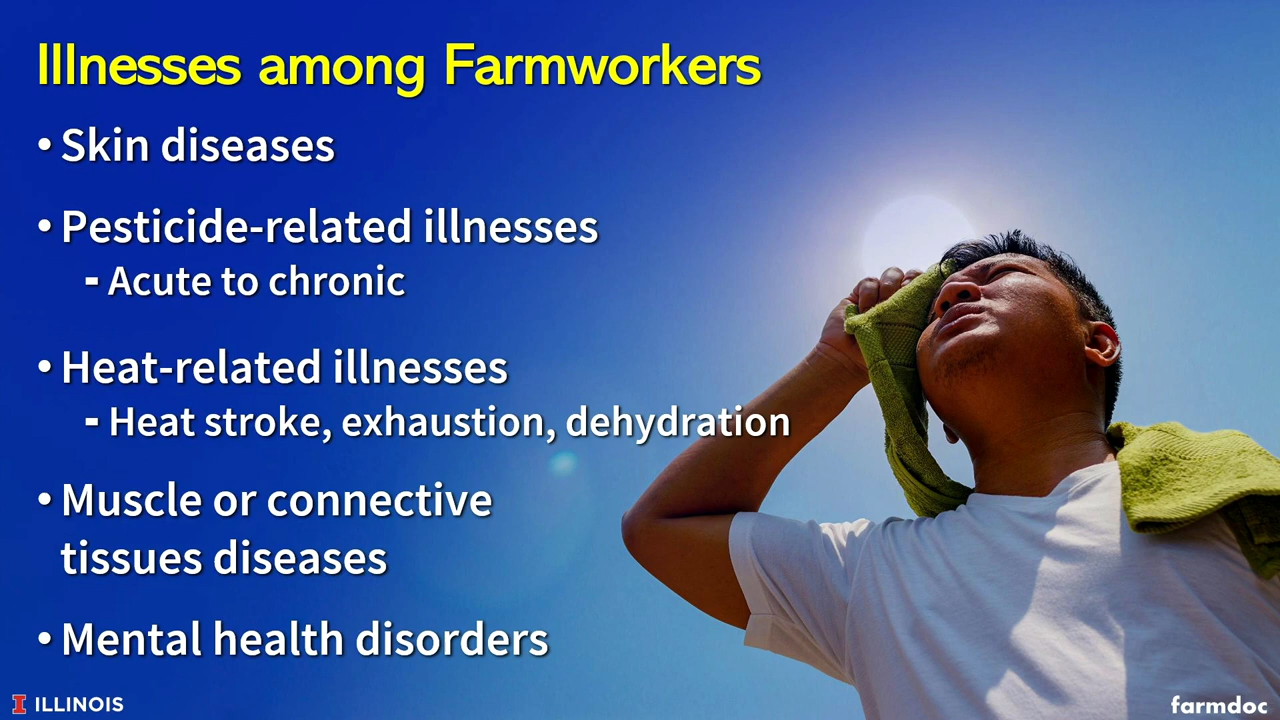 Illnesses among Farmworkers
• Skin diseases
• Pesticide-related illnesses
- Acute to chronic
• Heat-related illnesses
- Heat stroke, exhaustion, dehydration
• Muscle or connective
tissues diseases
• Mental health disorders
I ILLINOIS
farmdoc